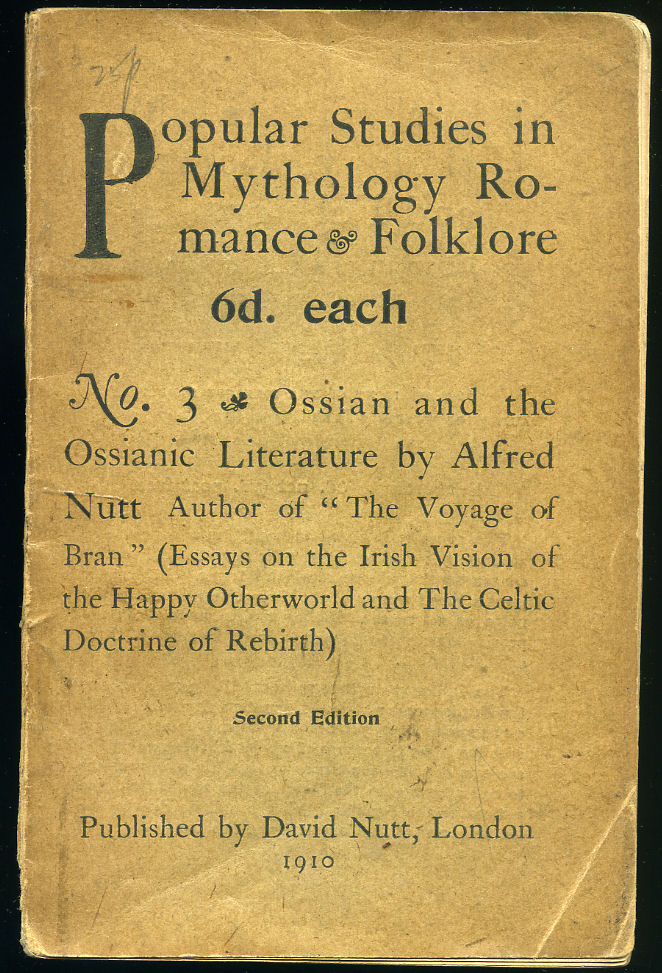 Popular Studies in
Mythology Ro-
mance & Folklore
6d. each
No. 3 Ossian and the
Ossianic Literature by Alfred
Nutt Author of “The Voyage of
Bran” (Essays on the Irish Vision of
the Happy Otherworld and The Celtic
Doctrine of Rebirth)
Second Edition
Published by David Nutt, London
1910